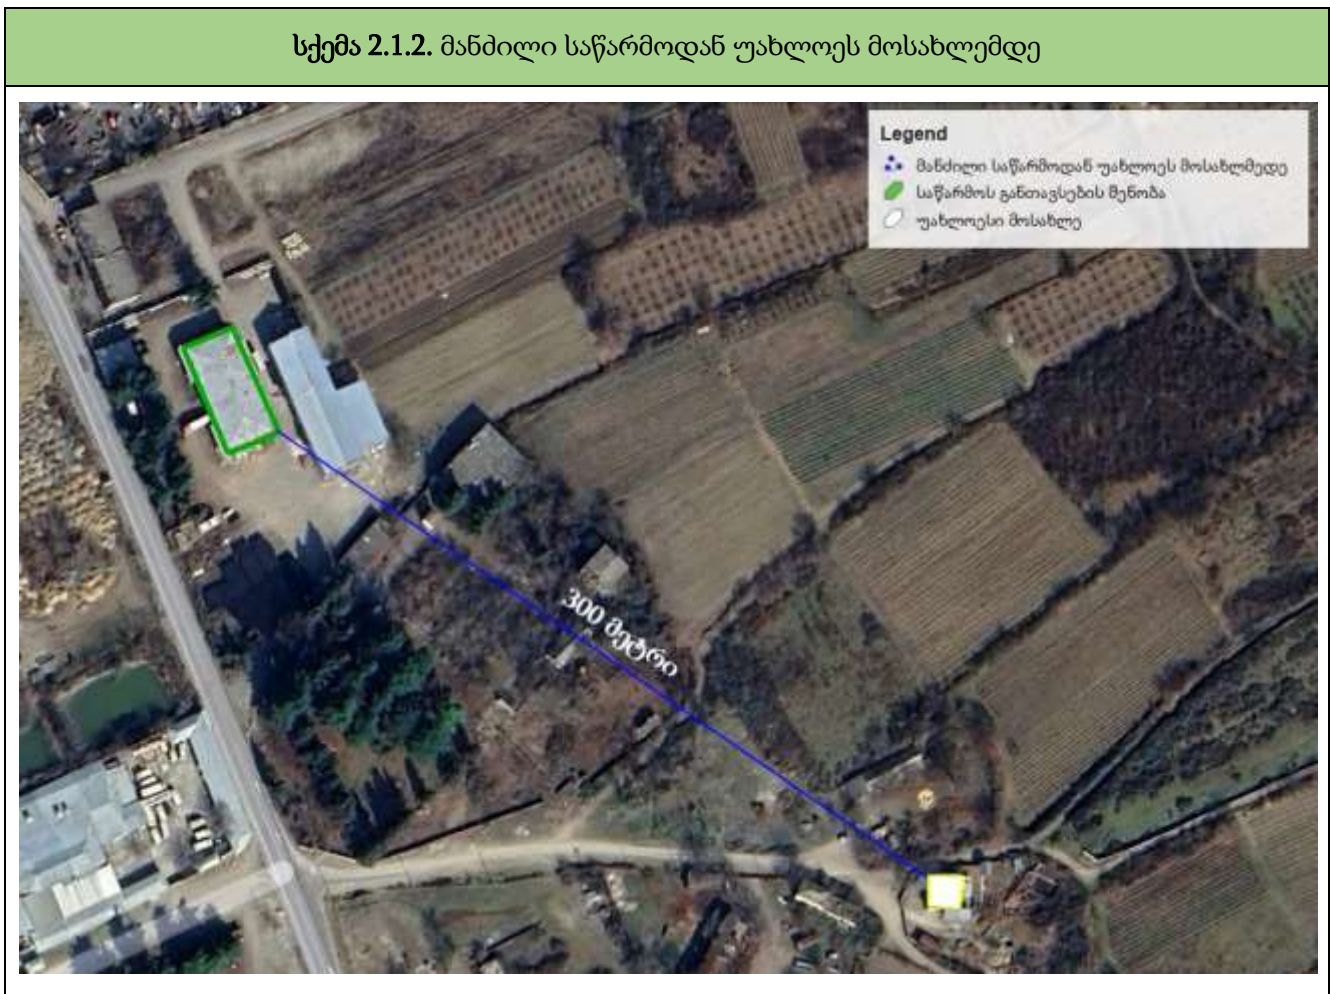 სქემა 2.1.2. მანძილი საწარმოდან უახლოეს მოსახლემდე
Legend
მანძილი საწარმოდან უახლოეს მოსახლმედე
საწარმოს განთავსების შენობა
უახლოესი მოსახლე
300 მეტრი